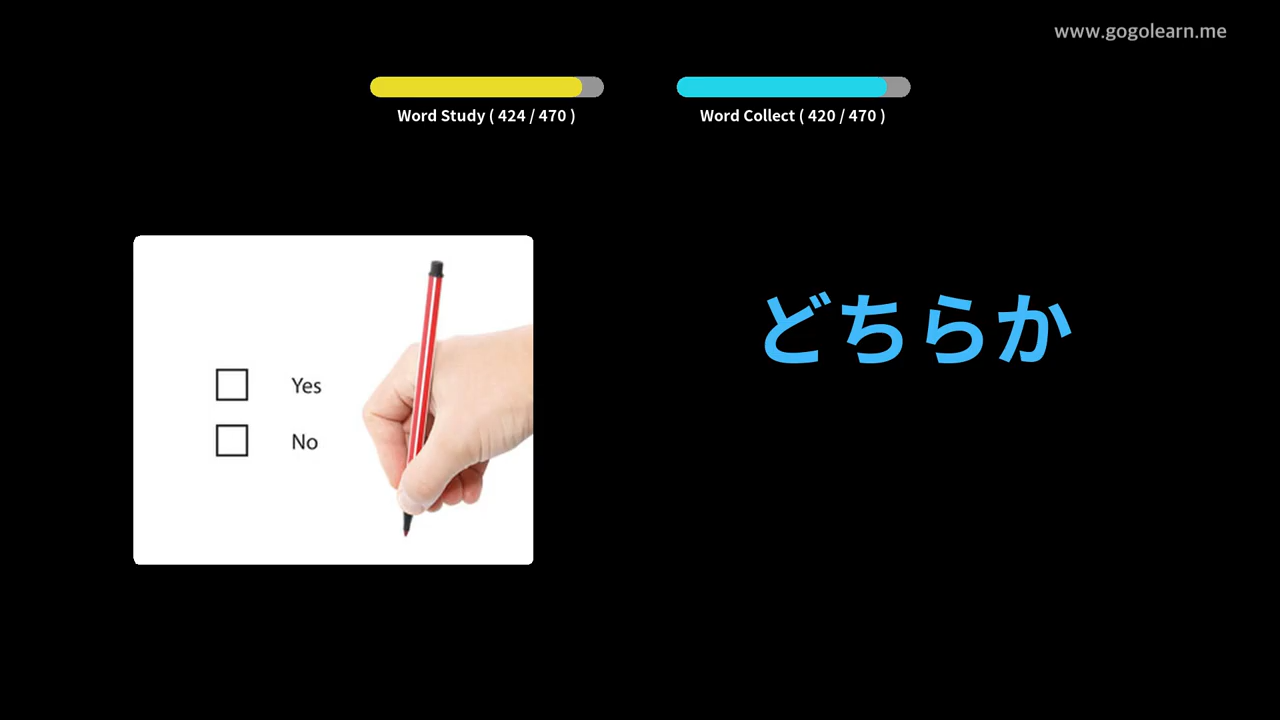 www.gogolearn.me
Word Study ( 424 / 470 )
Word Collect ( 420 / 470 )
どちらか
Yes
No